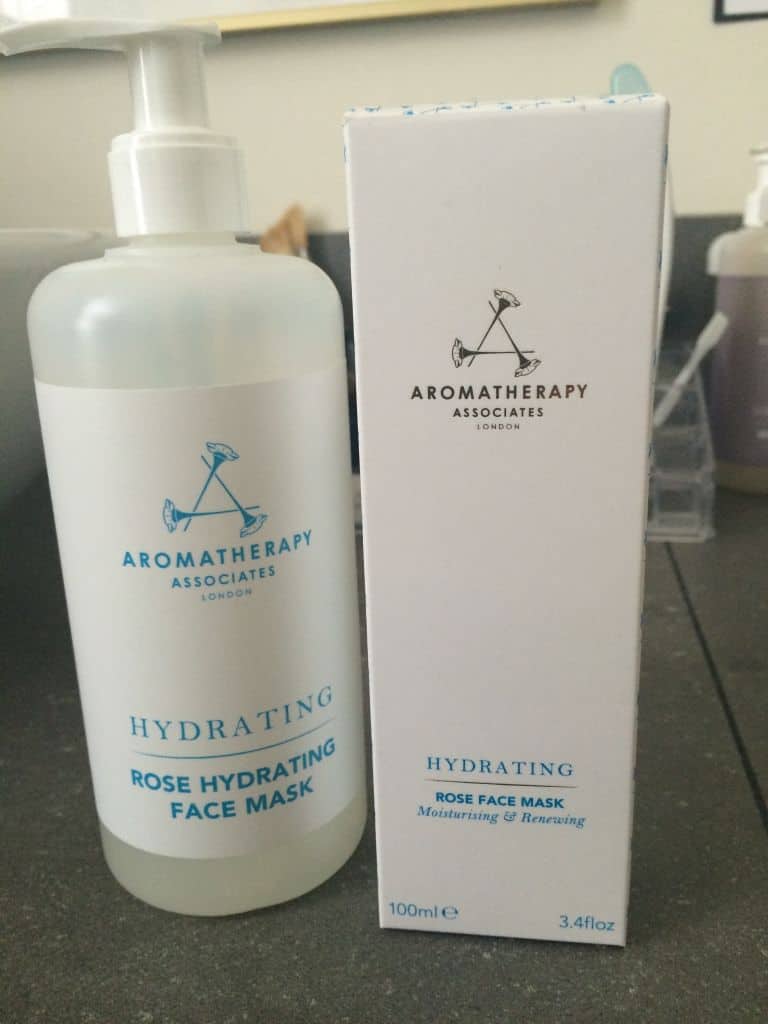 AROMATHERAPY
ASSOCIATES
LONDON
HYDRATING
ROSE HYDRATING
FACE MASK
AROMATHERAPY
ASSOCIATES
LONDON
HYDRATING
ROSE FACE MASK
Moisturising & Renewing
100ml ℮
3.4floz